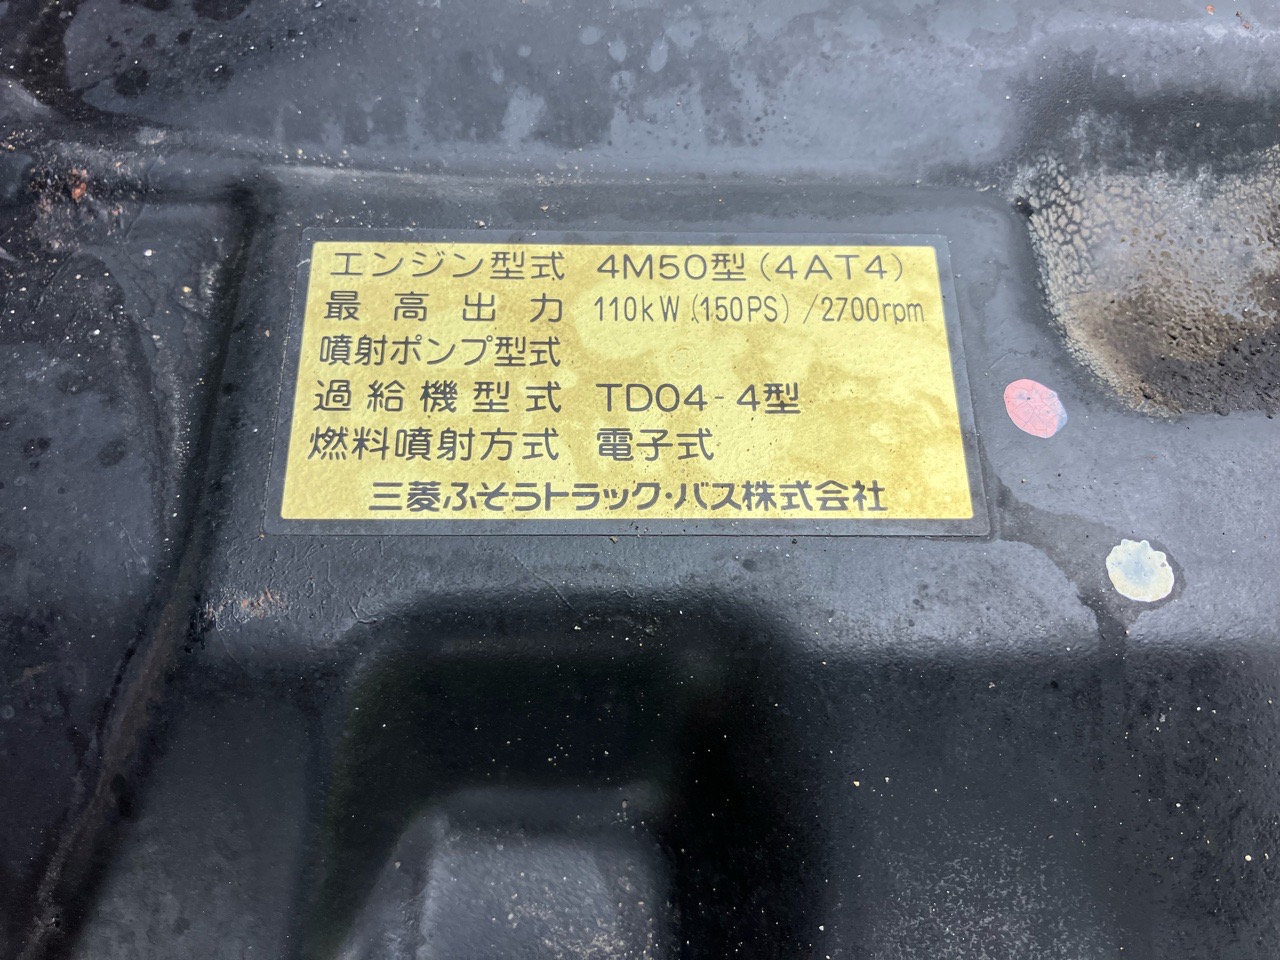 エンジン型式 4M50型(4AT4)
最高出力 110kW(150PS)/2700rpm
噴射ポンプ型式
過給機型式 TD04-4型
燃料噴射方式 電子式
三菱ふそうトラック・バス株式会社